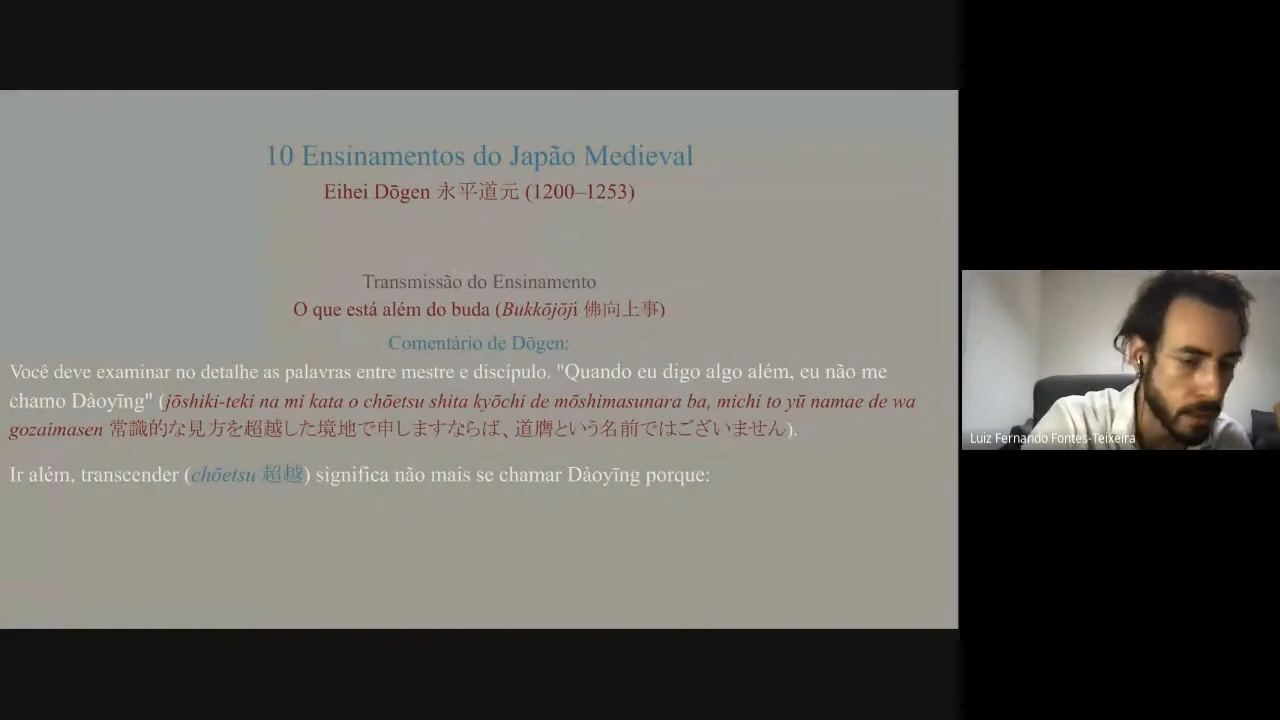 10 Ensinamentos do Japão Medieval
Eihei Dōgen 永平道元 (1200–1253)
Transmissão do Ensinamento
O que está além do buda (Bukkōjōji 佛向上事)
Comentário de Dōgen:
Você deve examinar no detalhe as palavras entre mestre e discípulo. "Quando eu digo algo além, eu não me
chamo Dàoyīng" (jōshiki-teki na mi kata o chōetsu shita kyōchi de mōshimasunara ba, michi to yū namae de wa
gozaimasen 常識的な見方を超越した境地で申しますならば、道膺という名前ではございません).
Ir além, transcender (chōetsu 超越) significa não mais se chamar Dàoyīng porque:
Luiz Fernando Fontes-Teixeira